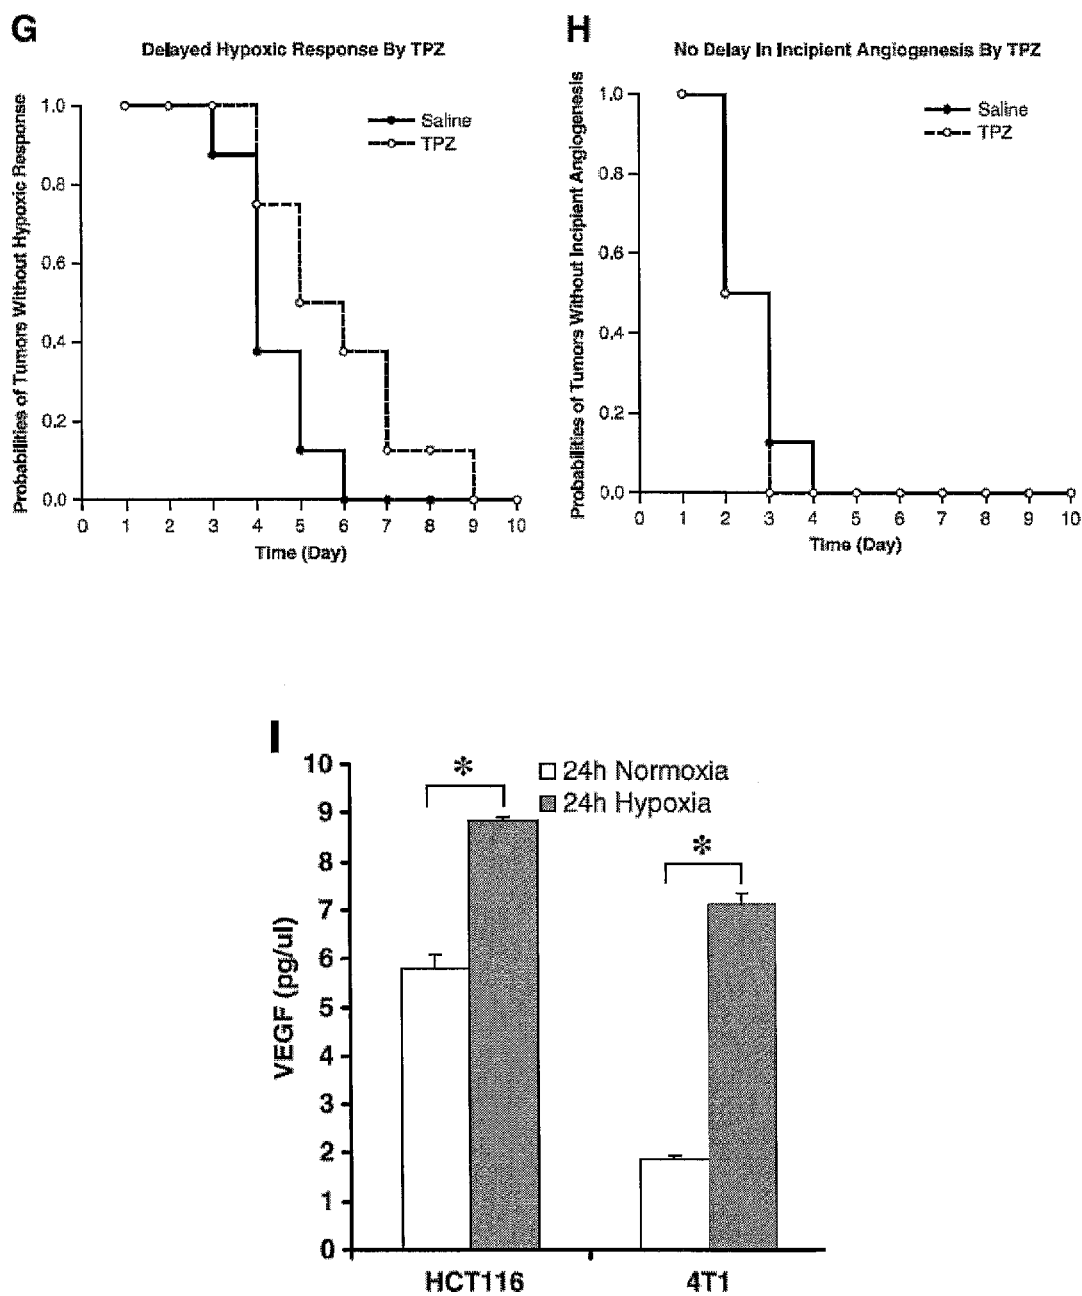 G
Delayed Hypoxic Response By TPZ
Probabilities of Tumors Without Hypoxic Response
1.0
0.8
0.6
0.4
0.2
0.0
Saline
TPZ
0 1 2 3 4 5 6 7 8 9 10
Time (Day)
H
No Delay In Incipient Angiogenesis By TPZ
Probabilities of Tumors Without Incipient Angiogenesis
1.0
0.8
0.6
0.4
0.2
0.0
Saline
TPZ
0 1 2 3 4 5 6 7 8 9 10
Time (Day)
I
VEGF (pg/ul)
10
9
8
7
6
5
4
3
2
1
0
*
*
24h Normoxia
24h Hypoxia
HCT116 4T1